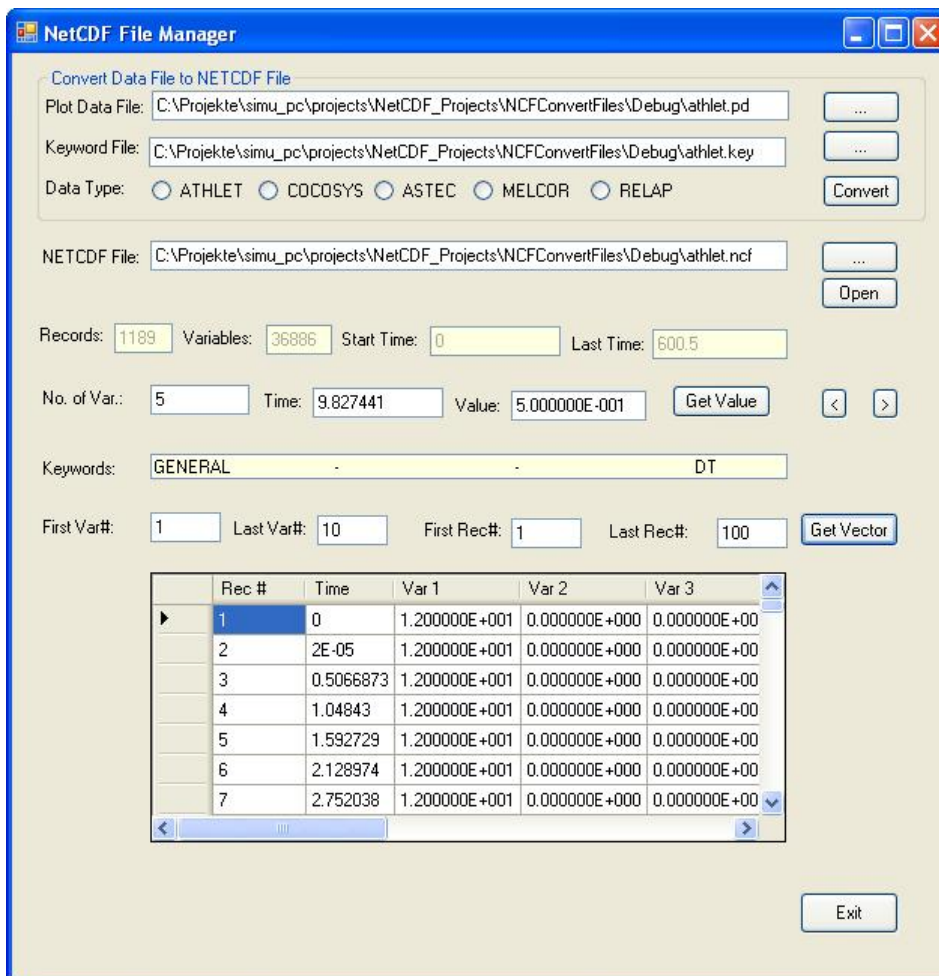 NetCDF File Manager
Convert Data File to NETCDF File
Plot Data File: C:\Projekte\simu_pc\projects\NetCDF_Projects\NCFConvertFiles\Debug\athlet.pd ...
Keyword File: C:\Projekte\simu_pc\projects\NetCDF_Projects\NCFConvertFiles\Debug\athlet.key ...
Data Type: ATHLET COCOSYS ASTEC MELCOR RELAP Convert
NETCDF File: C:\Projekte\simu_pc\projects\NetCDF_Projects\NCFConvertFiles\Debug\athlet.ncf ...
Open
Records: 1189 Variables: 36886 Start Time: 0 Last Time: 600.5
No. of Var.: 5 Time: 9.827441 Value: 5.000000E-001 Get Value < >
Keywords: GENERAL - - DT
First Var#: 1 Last Var#: 10 First Rec#: 1 Last Rec#: 100 Get Vector
Rec # Time Var 1 Var 2 Var 3
1 0 1.200000E+001 0.000000E+000 0.000000E+00
2 2E-05 1.200000E+001 0.000000E+000 0.000000E+00
3 0.5066873 1.200000E+001 0.000000E+000 0.000000E+00
4 1.04843 1.200000E+001 0.000000E+000 0.000000E+00
5 1.592729 1.200000E+001 0.000000E+000 0.000000E+00
6 2.128974 1.200000E+001 0.000000E+000 0.000000E+00
7 2.752038 1.200000E+001 0.000000E+000 0.000000E+00
Exit